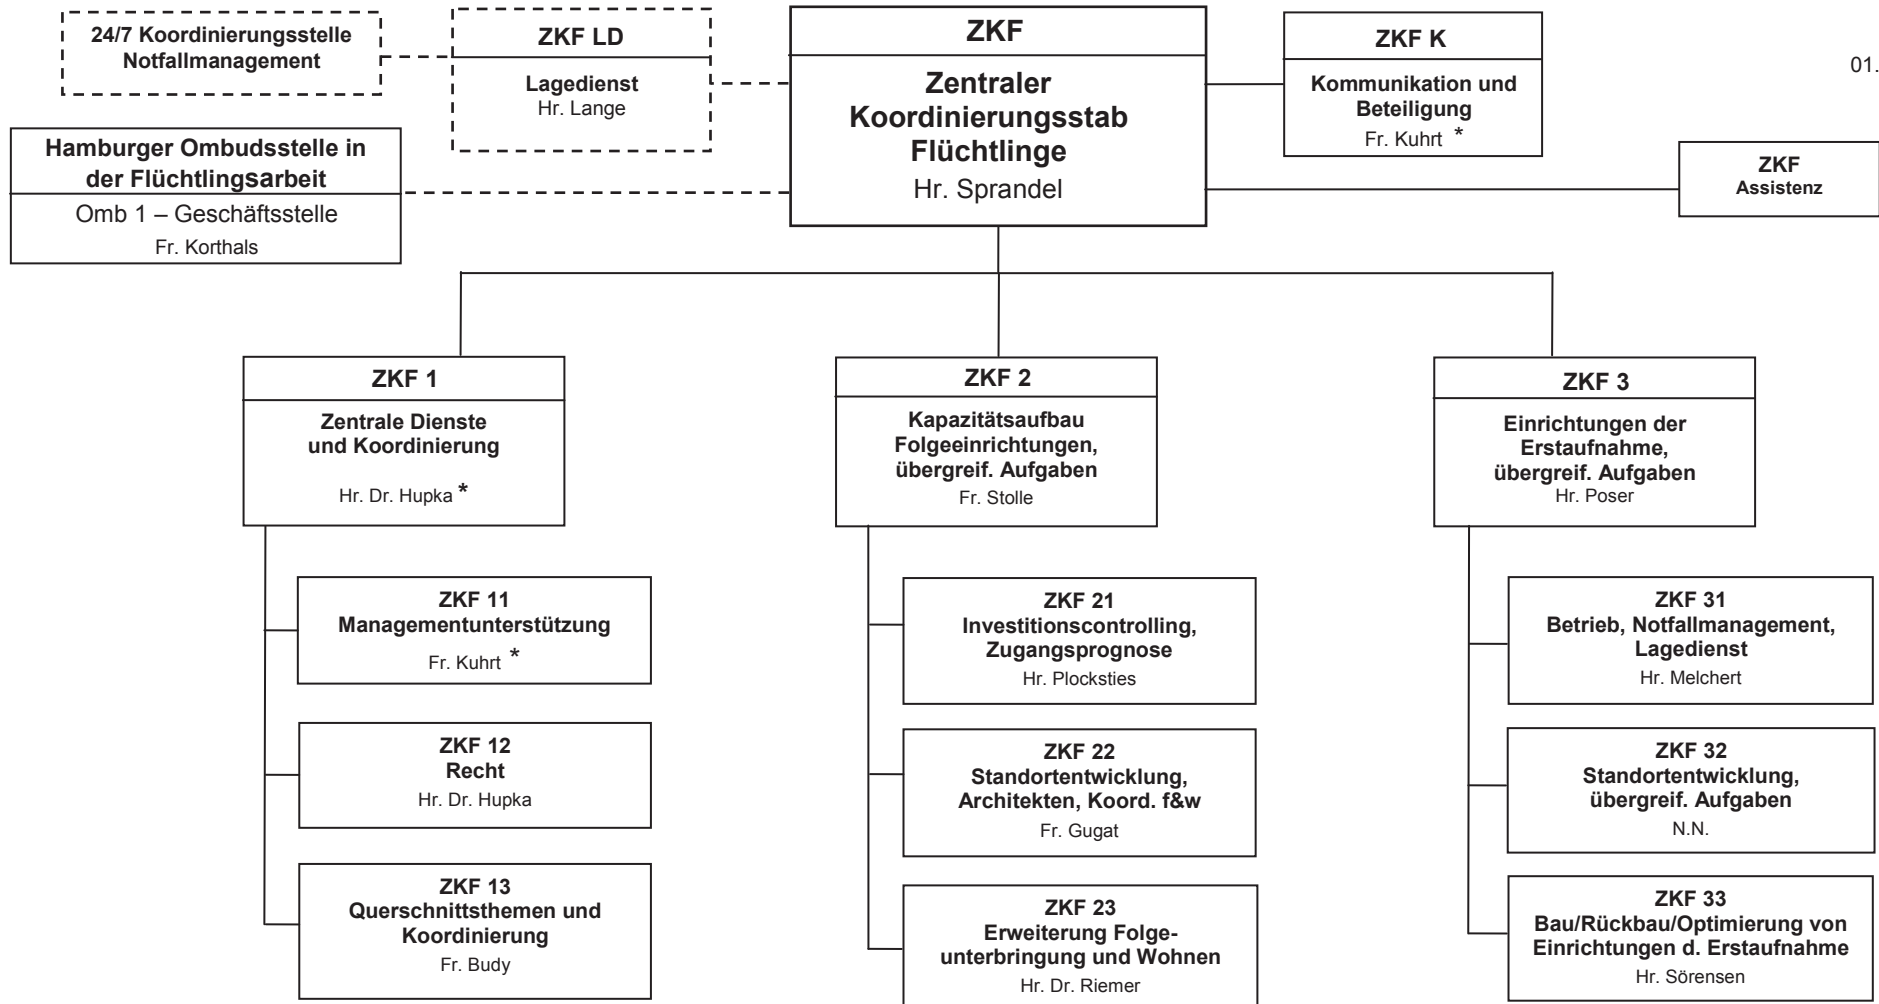 24/7 Koordinierungsstelle
Notfallmanagement
ZKF LD
Lagedienst
Hr. Lange
ZKF
Zentraler
Koordinierungsstab
Flüchtlinge
Hr. Sprandel
ZKF K
Kommunikation und
Beteiligung
Fr. Kuhrt *
01.
Hamburger Ombudsstelle in
der Flüchtlingsarbeit
Omb 1 – Geschäftsstelle
Fr. Korthals
ZKF
Assistenz
ZKF 1
Zentrale Dienste
und Koordinierung
Hr. Dr. Hupka *
ZKF 11
Managementunterstützung
Fr. Kuhrt *
ZKF 12
Recht
Hr. Dr. Hupka
ZKF 13
Querschnittsthemen und
Koordinierung
Fr. Budy
ZKF 2
Kapazitätsaufbau
Folgeeinrichtungen,
übergreif. Aufgaben
Fr. Stolle
ZKF 21
Investitionscontrolling,
Zugangsprognose
Hr. Plocksties
ZKF 22
Standortentwicklung,
Architekten, Koord. f&w
Fr. Gugat
ZKF 23
Erweiterung Folge-
unterbringung und Wohnen
Hr. Dr. Riemer
ZKF 3
Einrichtungen der
Erstaufnahme,
übergreif. Aufgaben
Hr. Poser
ZKF 31
Betrieb, Notfallmanagement,
Lagedienst
Hr. Melchert
ZKF 32
Standortentwicklung,
übergreif. Aufgaben
N.N.
ZKF 33
Bau/Rückbau/Optimierung von
Einrichtungen d. Erstaufnahme
Hr. Sörensen